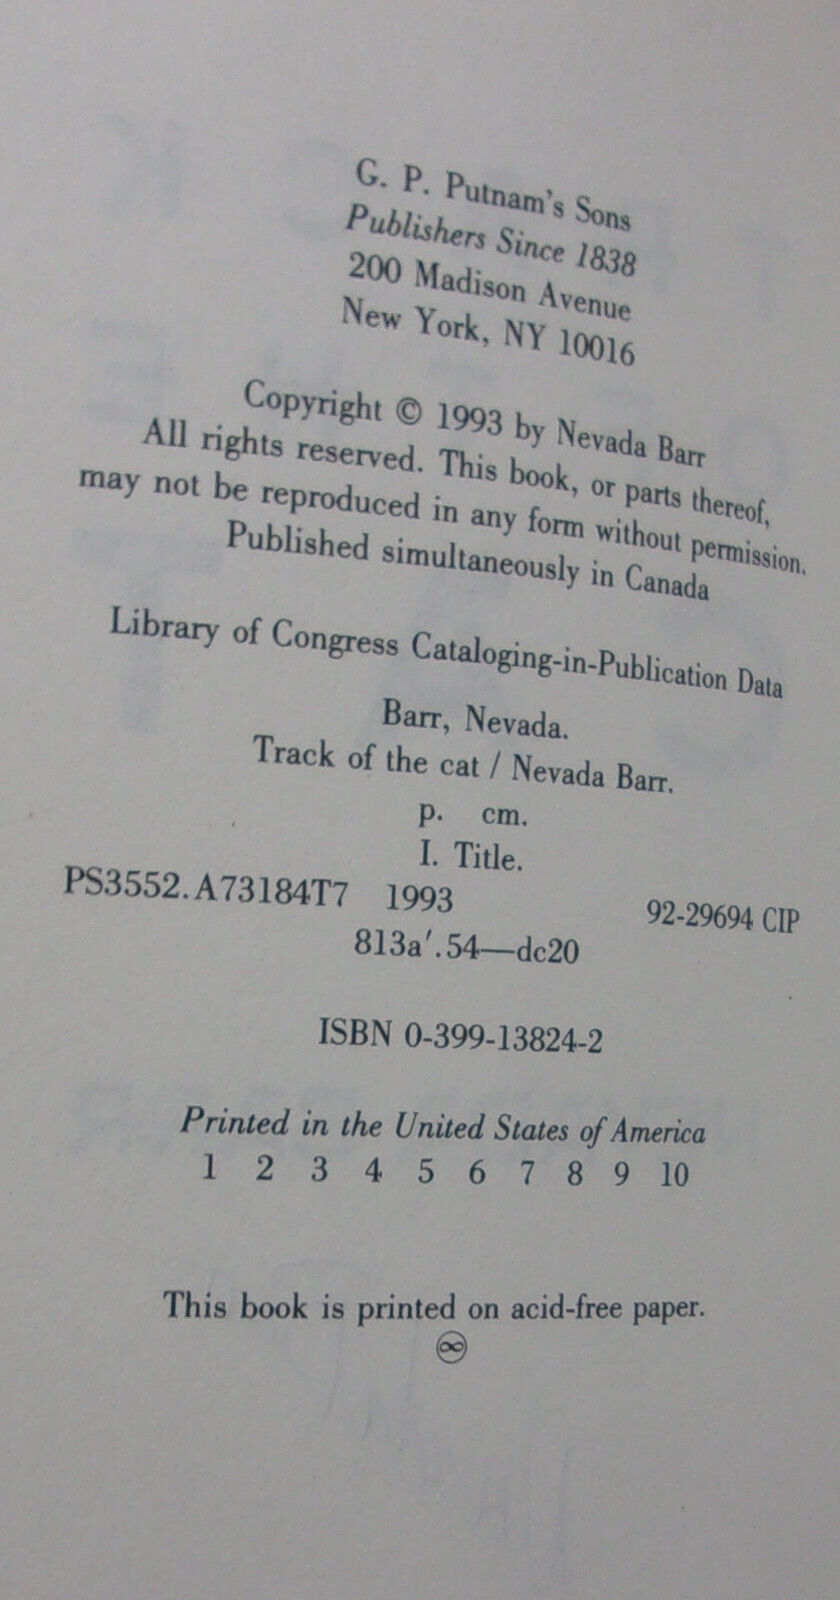 G. P. Putnam's Sons
Publishers Since 1838
200 Madison Avenue
New York, NY 10016
Copyright © 1993 by Nevada Barr
All rights reserved. This book, or parts thereof,
may not be reproduced in any form without permission.
Published simultaneously in Canada
Library of Congress Cataloging-in-Publication Data
Barr, Nevada.
Track of the cat / Nevada Barr.
p. cm.
I. Title.
PS3552.A73184T7 1993 92-29694 CIP
813a′.54—dc20
ISBN 0-399-13824-2
Printed in the United States of America
1 2 3 4 5 6 7 8 9 10
This book is printed on acid-free paper.
♾